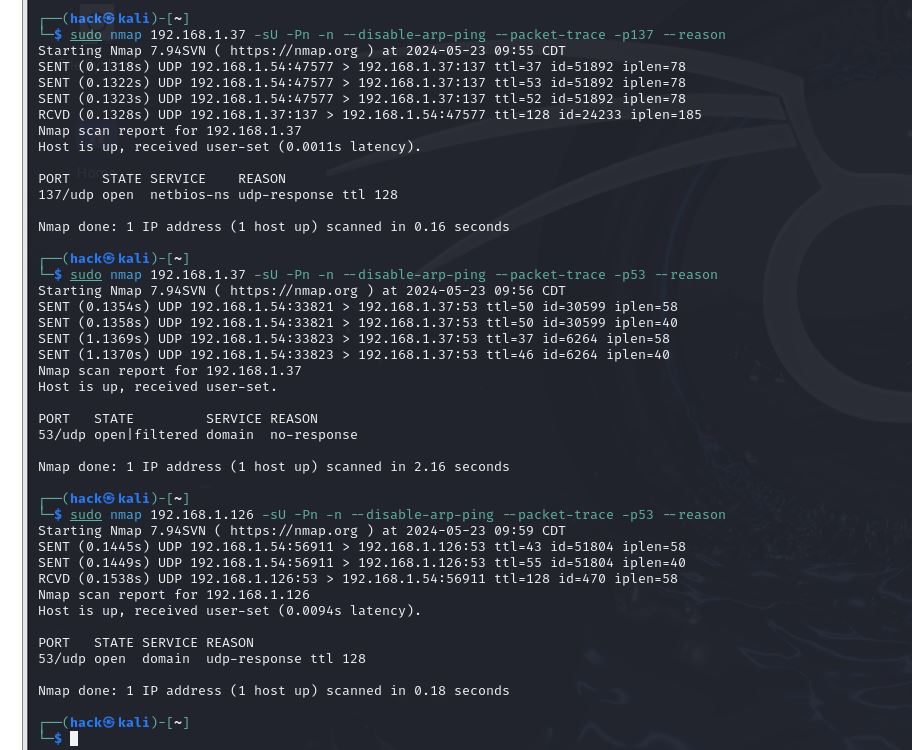 ┌──(hack㉿kali)-[~]
└─$ sudo nmap 192.168.1.37 -sU -Pn -n --disable-arp-ping --packet-trace -p137 --reason
Starting Nmap 7.94SVN ( https://nmap.org ) at 2024-05-23 09:55 CDT
SENT (0.1318s) UDP 192.168.1.54:47577 > 192.168.1.37:137 ttl=37 id=51892 iplen=78
SENT (0.1322s) UDP 192.168.1.54:47577 > 192.168.1.37:137 ttl=53 id=51892 iplen=78
SENT (0.1323s) UDP 192.168.1.54:47577 > 192.168.1.37:137 ttl=52 id=51892 iplen=78
RCVD (0.1328s) UDP 192.168.1.37:137 > 192.168.1.54:47577 ttl=128 id=24233 iplen=185
Nmap scan report for 192.168.1.37
Host is up, received user-set (0.0011s latency).
PORT    STATE SERVICE    REASON
137/udp open  netbios-ns udp-response ttl 128
Nmap done: 1 IP address (1 host up) scanned in 0.16 seconds
┌──(hack㉿kali)-[~]
└─$ sudo nmap 192.168.1.37 -sU -Pn -n --disable-arp-ping --packet-trace -p53 --reason
Starting Nmap 7.94SVN ( https://nmap.org ) at 2024-05-23 09:56 CDT
SENT (0.1354s) UDP 192.168.1.54:33821 > 192.168.1.37:53 ttl=50 id=30599 iplen=58
SENT (0.1358s) UDP 192.168.1.54:33821 > 192.168.1.37:53 ttl=50 id=30599 iplen=40
SENT (1.1369s) UDP 192.168.1.54:33823 > 192.168.1.37:53 ttl=37 id=6264 iplen=58
SENT (1.1370s) UDP 192.168.1.54:33823 > 192.168.1.37:53 ttl=46 id=6264 iplen=40
Nmap scan report for 192.168.1.37
Host is up, received user-set.
PORT   STATE         SERVICE REASON
53/udp open|filtered domain  no-response
Nmap done: 1 IP address (1 host up) scanned in 2.16 seconds
┌──(hack㉿kali)-[~]
└─$ sudo nmap 192.168.1.126 -sU -Pn -n --disable-arp-ping --packet-trace -p53 --reason
Starting Nmap 7.94SVN ( https://nmap.org ) at 2024-05-23 09:59 CDT
SENT (0.1445s) UDP 192.168.1.54:56911 > 192.168.1.126:53 ttl=43 id=51804 iplen=58
SENT (0.1449s) UDP 192.168.1.54:56911 > 192.168.1.126:53 ttl=55 id=51804 iplen=40
RCVD (0.1538s) UDP 192.168.1.126:53 > 192.168.1.54:56911 ttl=128 id=470 iplen=58
Nmap scan report for 192.168.1.126
Host is up, received user-set (0.0094s latency).
PORT   STATE SERVICE REASON
53/udp open  domain  udp-response ttl 128
Nmap done: 1 IP address (1 host up) scanned in 0.18 seconds
┌──(hack㉿kali)-[~]
└─$